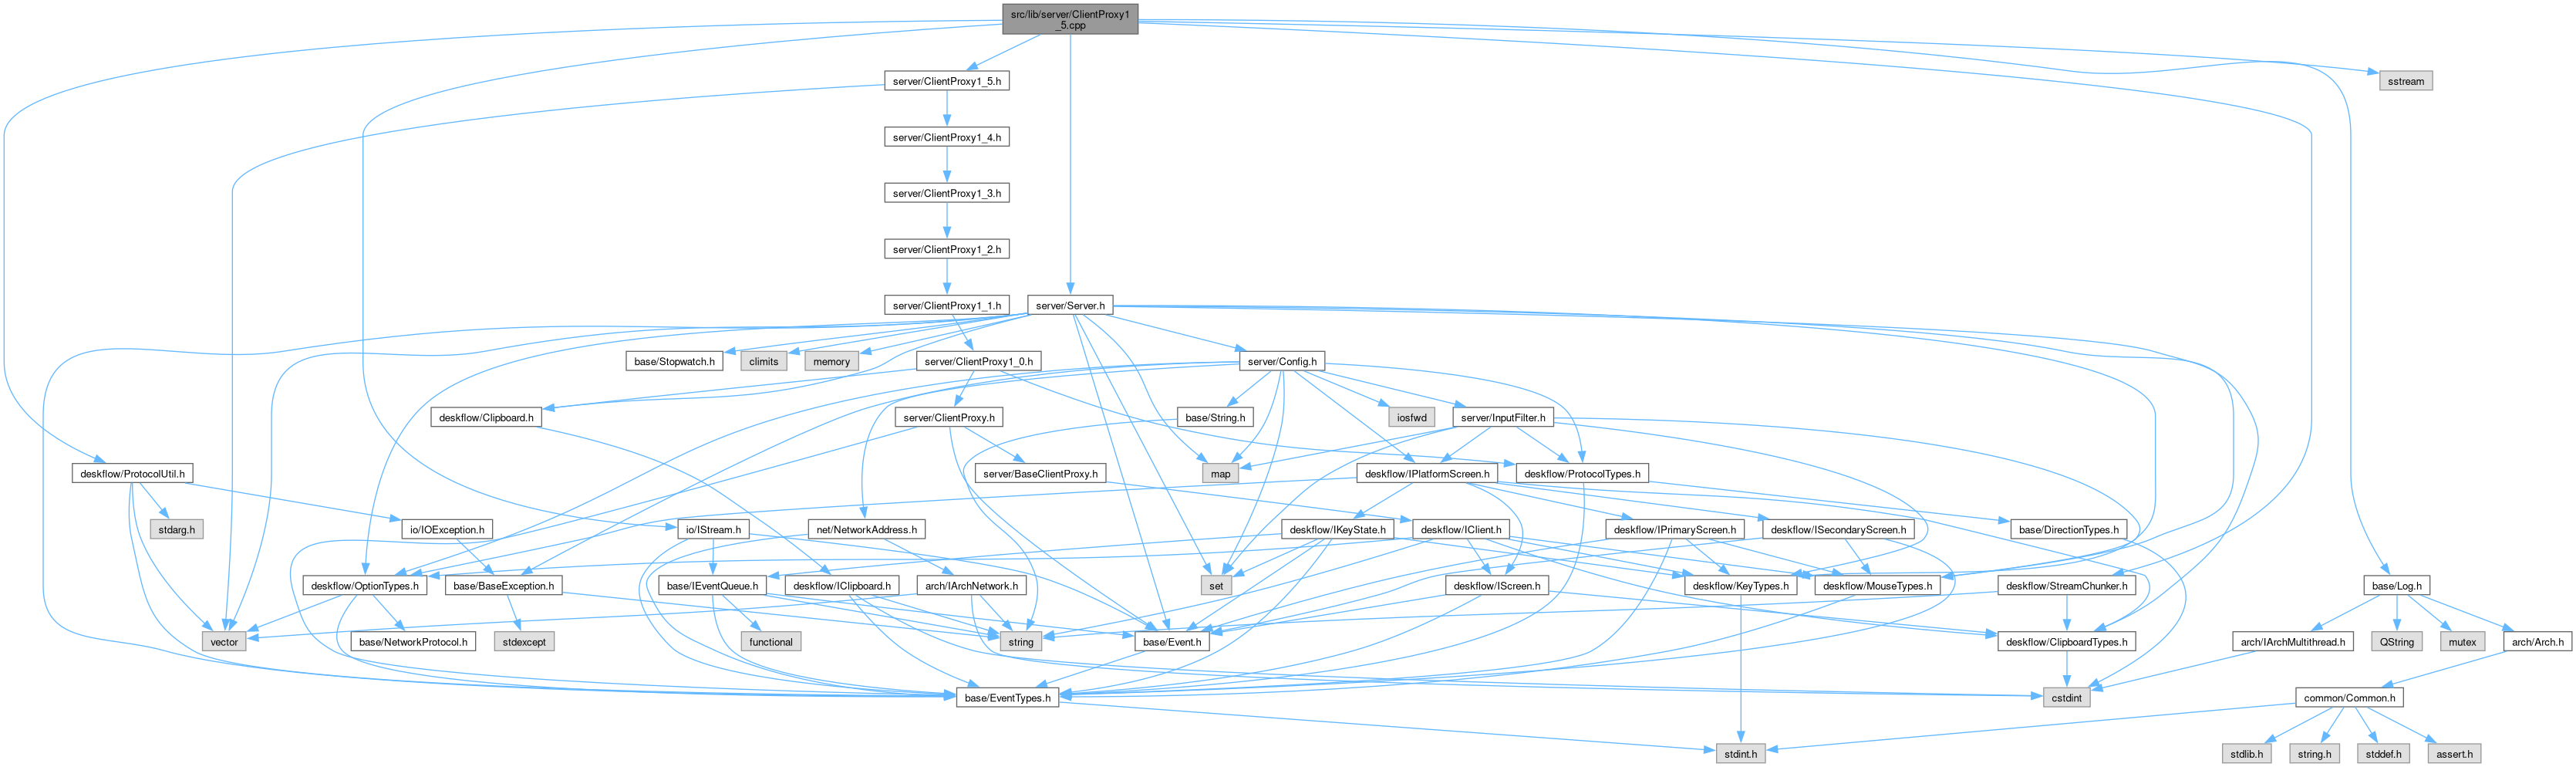 src/lib/server/ClientProxy1
_5.cpp
server/ClientProxy1_5.h
sstream
server/ClientProxy1_4.h
server/ClientProxy1_3.h
server/ClientProxy1_2.h
server/ClientProxy1_1.h
server/Server.h
base/Stopwatch.h
climits
memory
server/ClientProxy1_0.h
server/Config.h
deskflow/Clipboard.h
server/ClientProxy.h
base/String.h
iosfwd
server/InputFilter.h
deskflow/ProtocolUtil.h
server/BaseClientProxy.h
map
deskflow/IPlatformScreen.h
deskflow/ProtocolTypes.h
stdarg.h
io/IOException.h
io/IStream.h
net/NetworkAddress.h
deskflow/IKeyState.h
deskflow/IClient.h
deskflow/IPrimaryScreen.h
deskflow/ISecondaryScreen.h
base/DirectionTypes.h
deskflow/OptionTypes.h
base/BaseException.h
base/IEventQueue.h
deskflow/IClipboard.h
arch/IArchNetwork.h
set
deskflow/IScreen.h
deskflow/KeyTypes.h
deskflow/MouseTypes.h
deskflow/StreamChunker.h
base/Log.h
vector
base/NetworkProtocol.h
stdexcept
functional
string
base/Event.h
deskflow/ClipboardTypes.h
arch/IArchMultithread.h
QString
mutex
arch/Arch.h
base/EventTypes.h
cstdint
common/Common.h
stdint.h
stdlib.h
string.h
stddef.h
assert.h